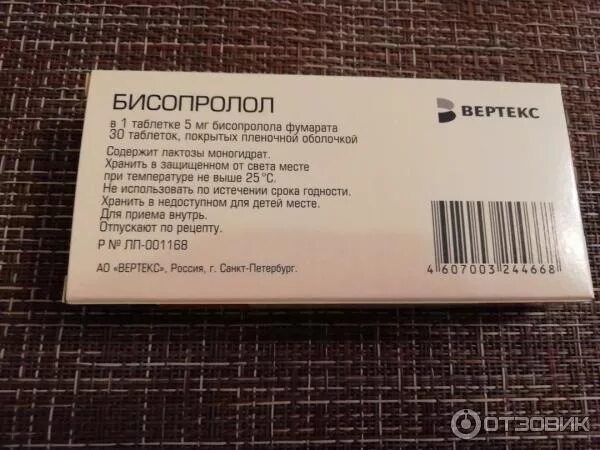 БИСОПРОЛОЛ
ВЕРТЕКС
в 1 таблетке 5 мг бисопролола фумарата
30 таблеток, покрытых пленочной оболочкой
Содержит лактозы моногидрат.
Хранить в защищенном от света месте
при температуре не выше 25 °С.
Не использовать по истечении срока годности.
Хранить в недоступном для детей месте.
Для приема внутрь.
Отпускают по рецепту.
Р № ЛП-001168
АО «ВЕРТЕКС», Россия, г. Санкт-Петербург.
4 607003 244668
ОТЗОВИК